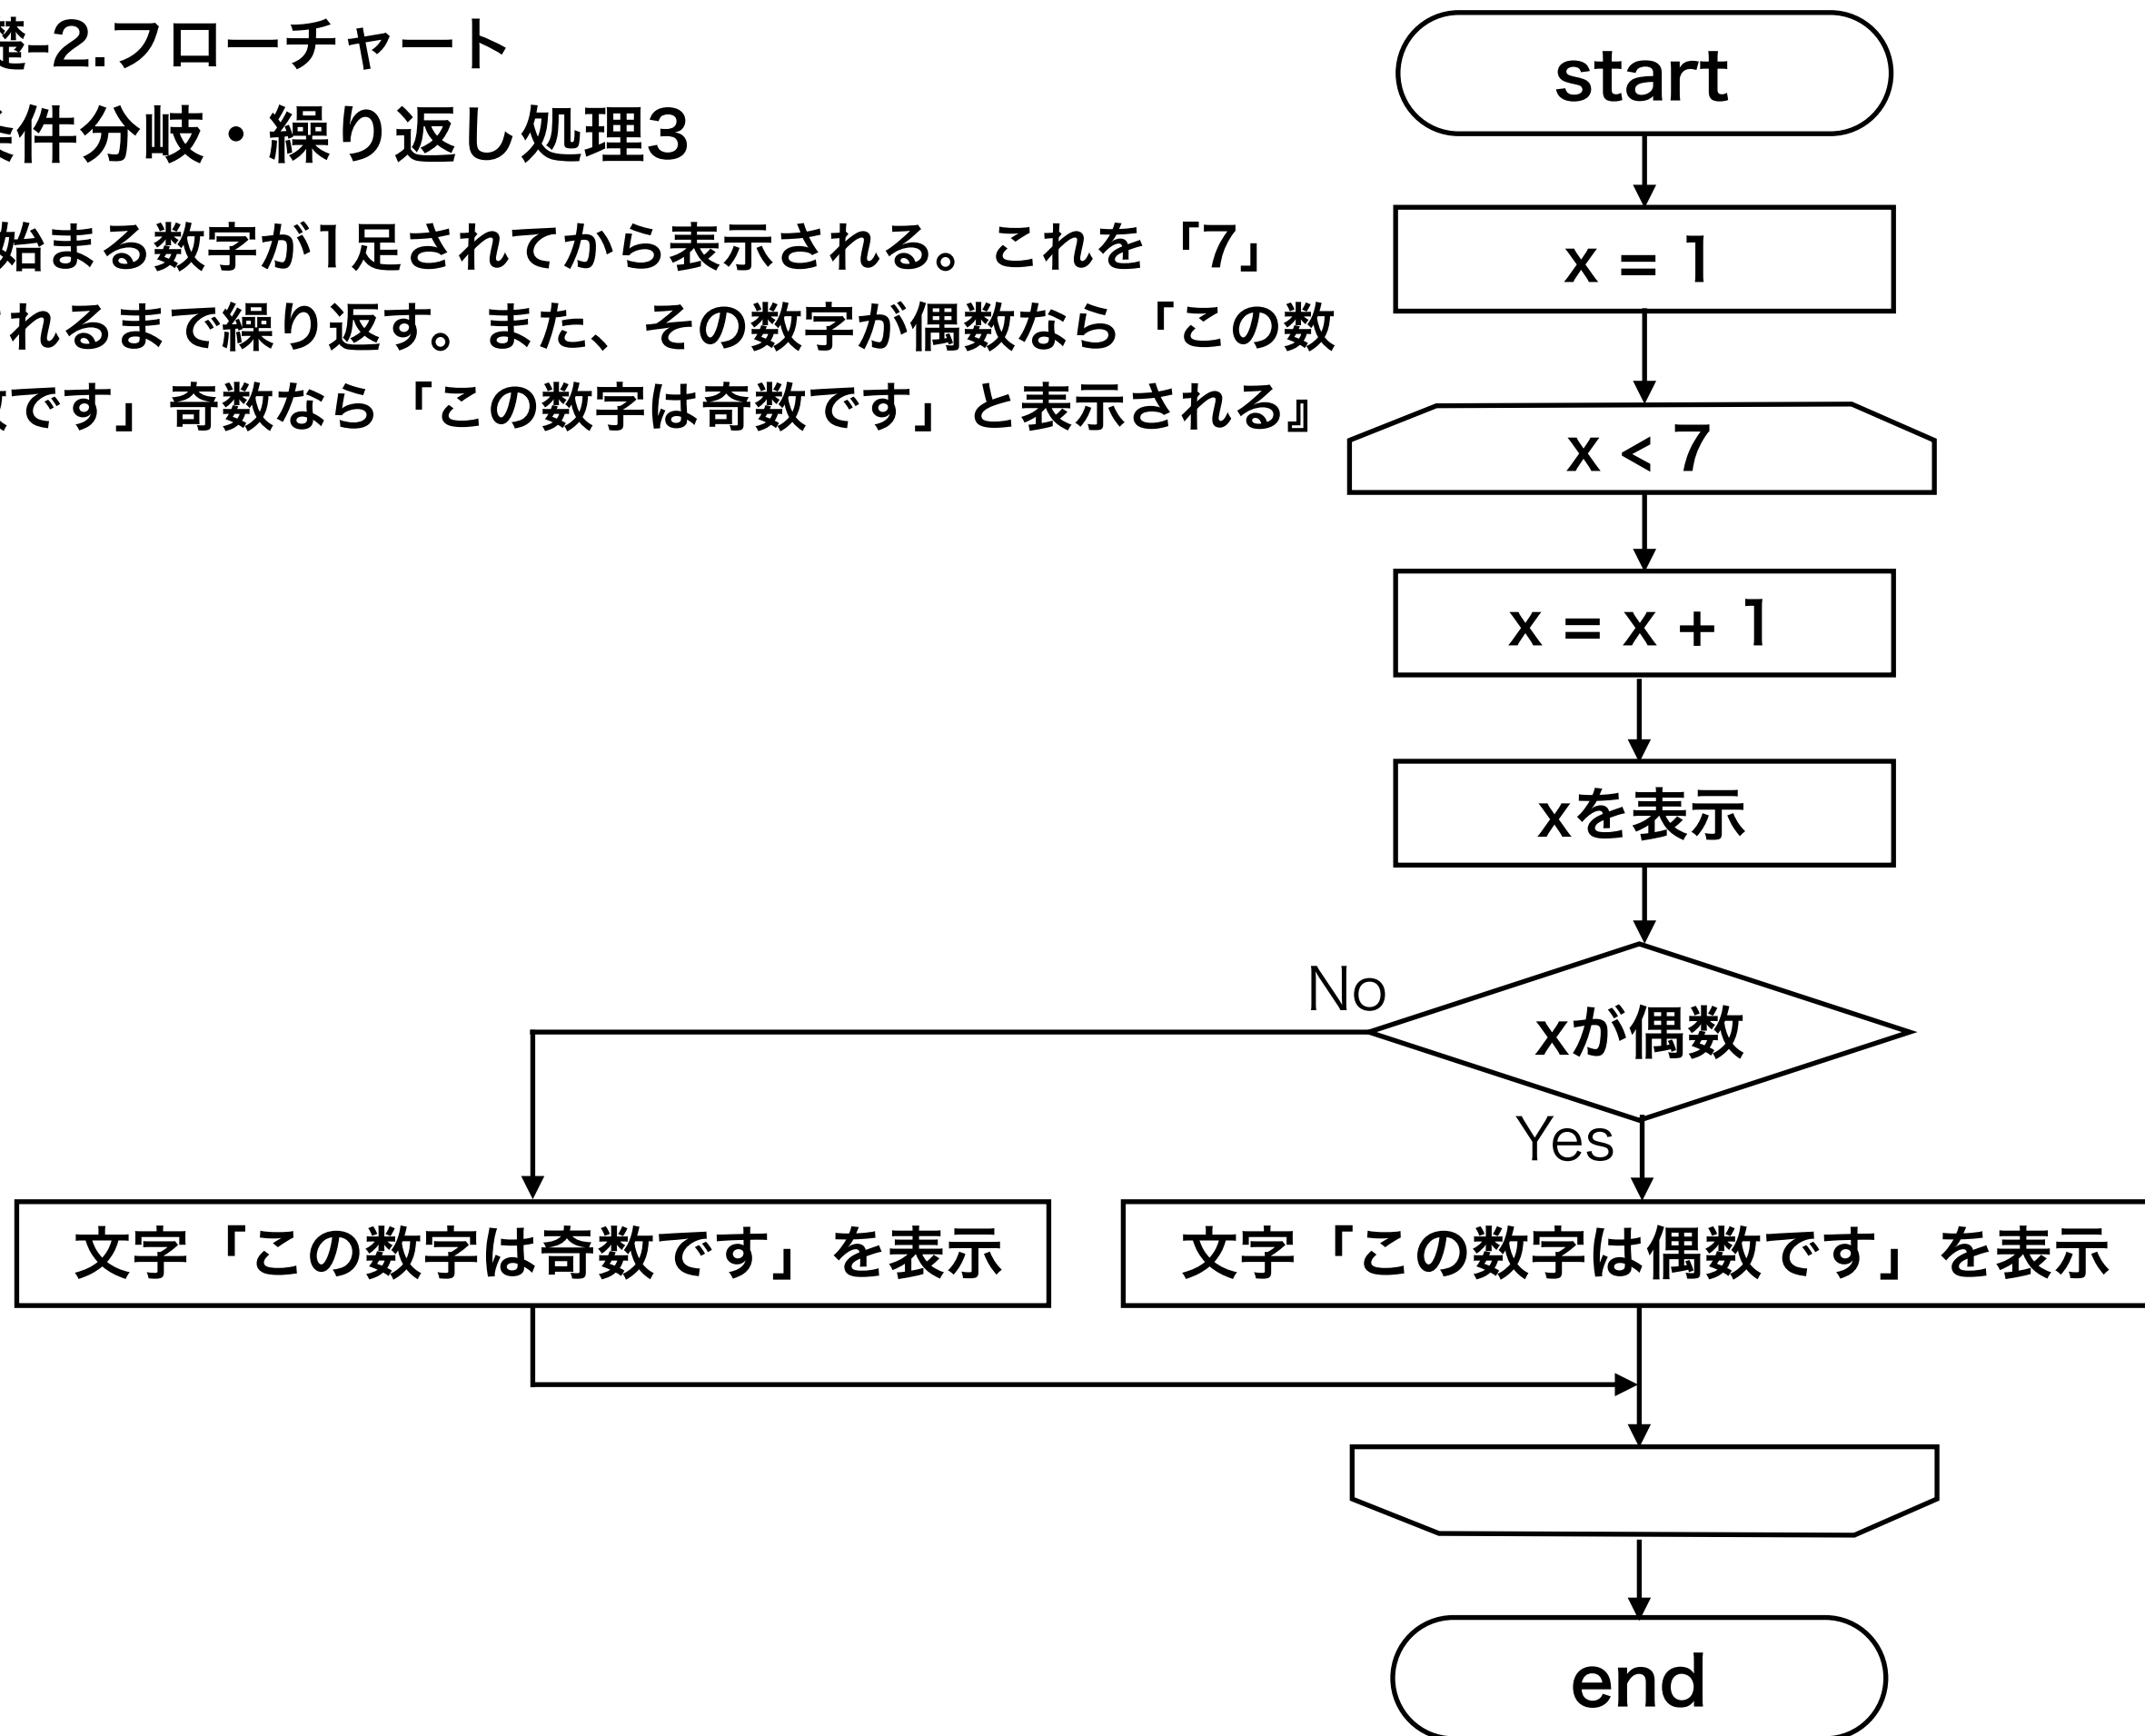 -2.フローチャート
件分岐・繰り返し処理3
始まる数字が1足されてから表示される。これを「7」
されるまで繰り返す。また、その数が偶数なら「この数
です」奇数なら「この数字は奇数です」と表示される』
start
x = 1
x < 7
x = x + 1
xを表示
No
xが偶数
Yes
文字「この数字は奇数です」を表示
文字「この数字は偶数です」を表示
end